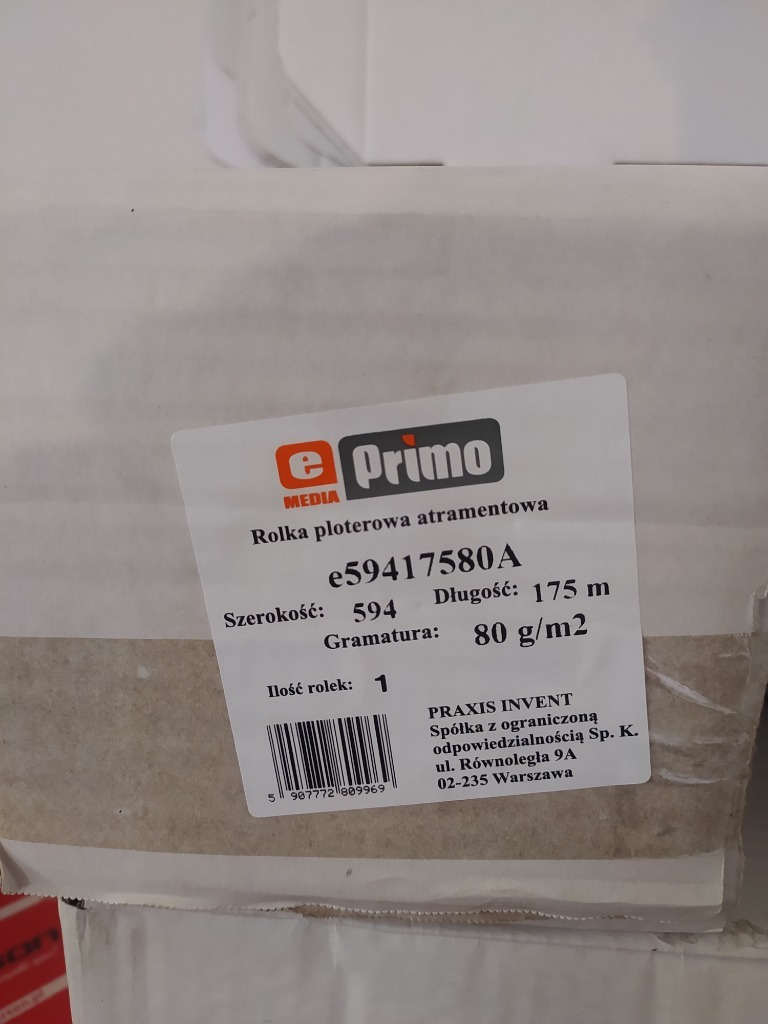 e Primo
MEDIA
Rolka ploterowa atramentowa
e59417580A
Szerokość: 594 Długość: 175 m
Gramatura: 80 g/m2
Ilość rolek: 1
PRAXIS INVENT
Spółka z ograniczoną
odpowiedzialnością Sp. K.
ul. Równoległa 9A
02-235 Warszawa
5 907772 809969